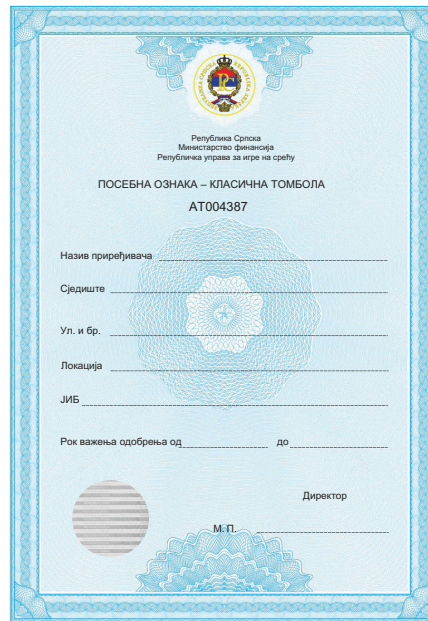 Република Српска
Министарство финансија
Републичка управа за игре на срећу
ПОСЕБНА ОЗНАКА – КЛАСИЧНА ТОМБОЛА
АТ004387
Назив приређивача
Сједиште
Ул. и бр.
Локација
ЈИБ
Рок важења одобрења од до
Директор
М. П.